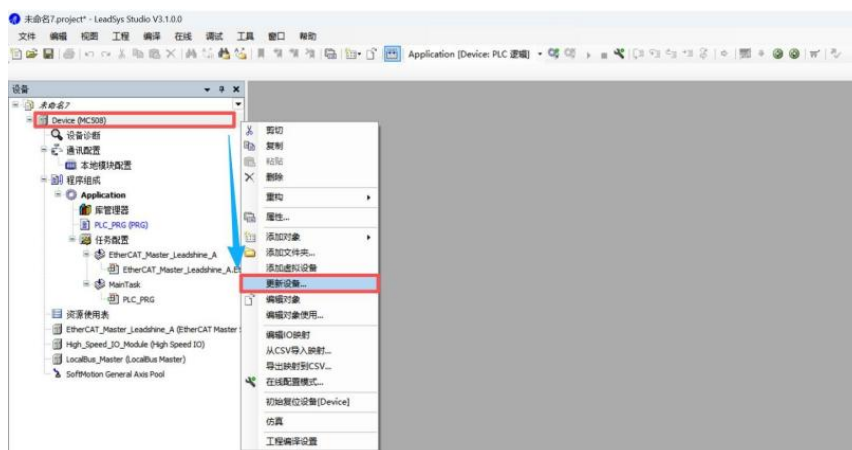 未命名7.project* - LeadSys Studio V3.1.0.0
文件 编辑 视图 工程 编译 在线 调试 工具 窗口 帮助
Application [Device: PLC 逻辑]
设备
未命名7
Device (MC508)
设备诊断
通讯配置
本地模块配置
程序组成
Application
库管理器
PLC_PRG (PRG)
任务配置
EtherCAT_Master_Leadshine_A
EtherCAT_Master_Leadshine_A.Et
MainTask
PLC_PRG
资源使用表
EtherCAT_Master_Leadshine_A (EtherCAT Master
High_Speed_IO_Module (High Speed IO)
LocalBus_Master (LocalBus Master)
SoftMotion General Axis Pool
剪切
复制
粘贴
删除
重构
属性...
添加对象
添加文件夹...
添加虚拟设备
更新设备...
编辑对象
编辑对象使用...
编辑IO映射
从CSV导入映射...
导出映射到CSV...
在线配置模式...
初始复位设备[Device]
仿真
工程编译设置